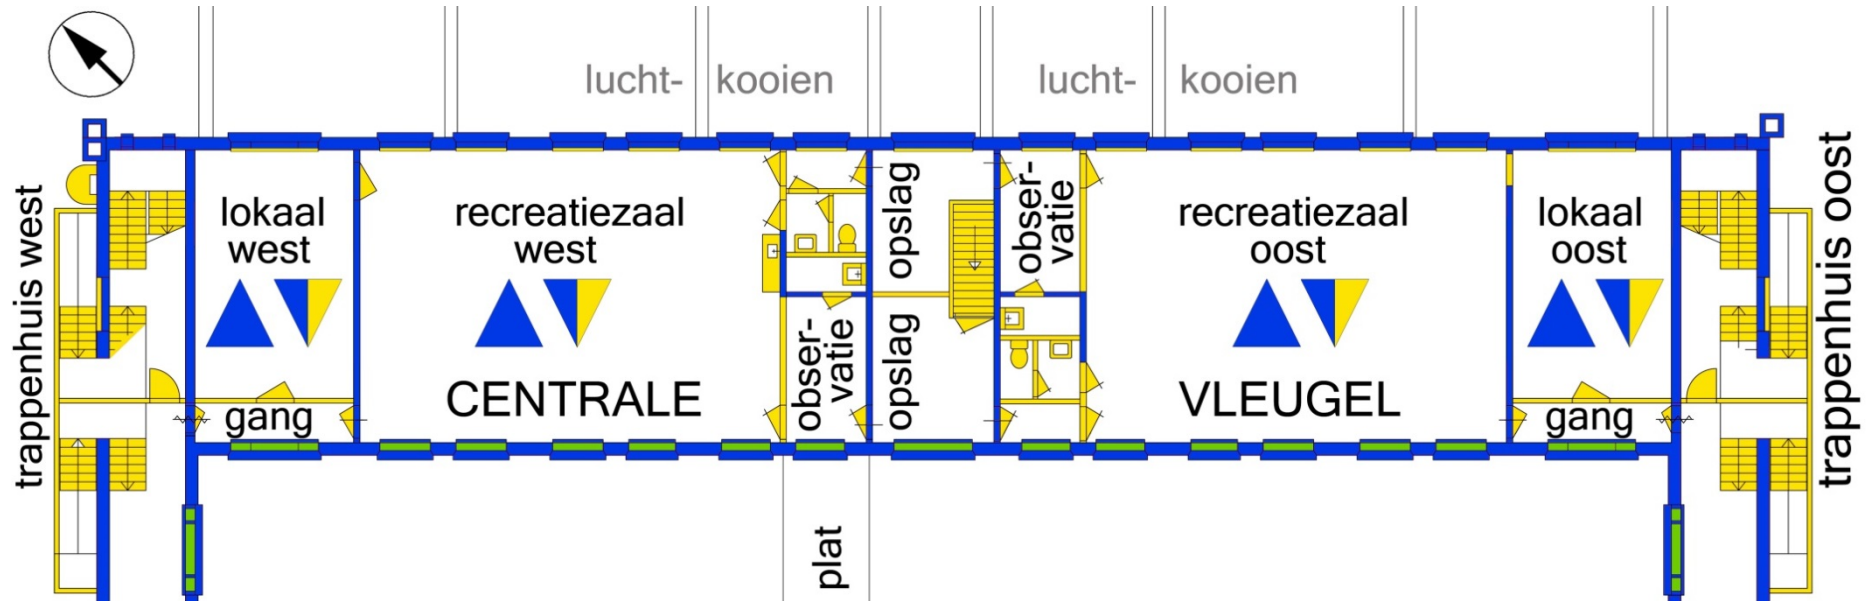 lucht- kooien
lucht- kooien
trappenhuis west
lokaal
west
recreatiezaal
west
opslag
obser-
vatie
recreatiezaal
oost
lokaal
oost
trappenhuis oost
gang
CENTRALE
obser-
vatie
opslag
VLEUGEL
gang
plat